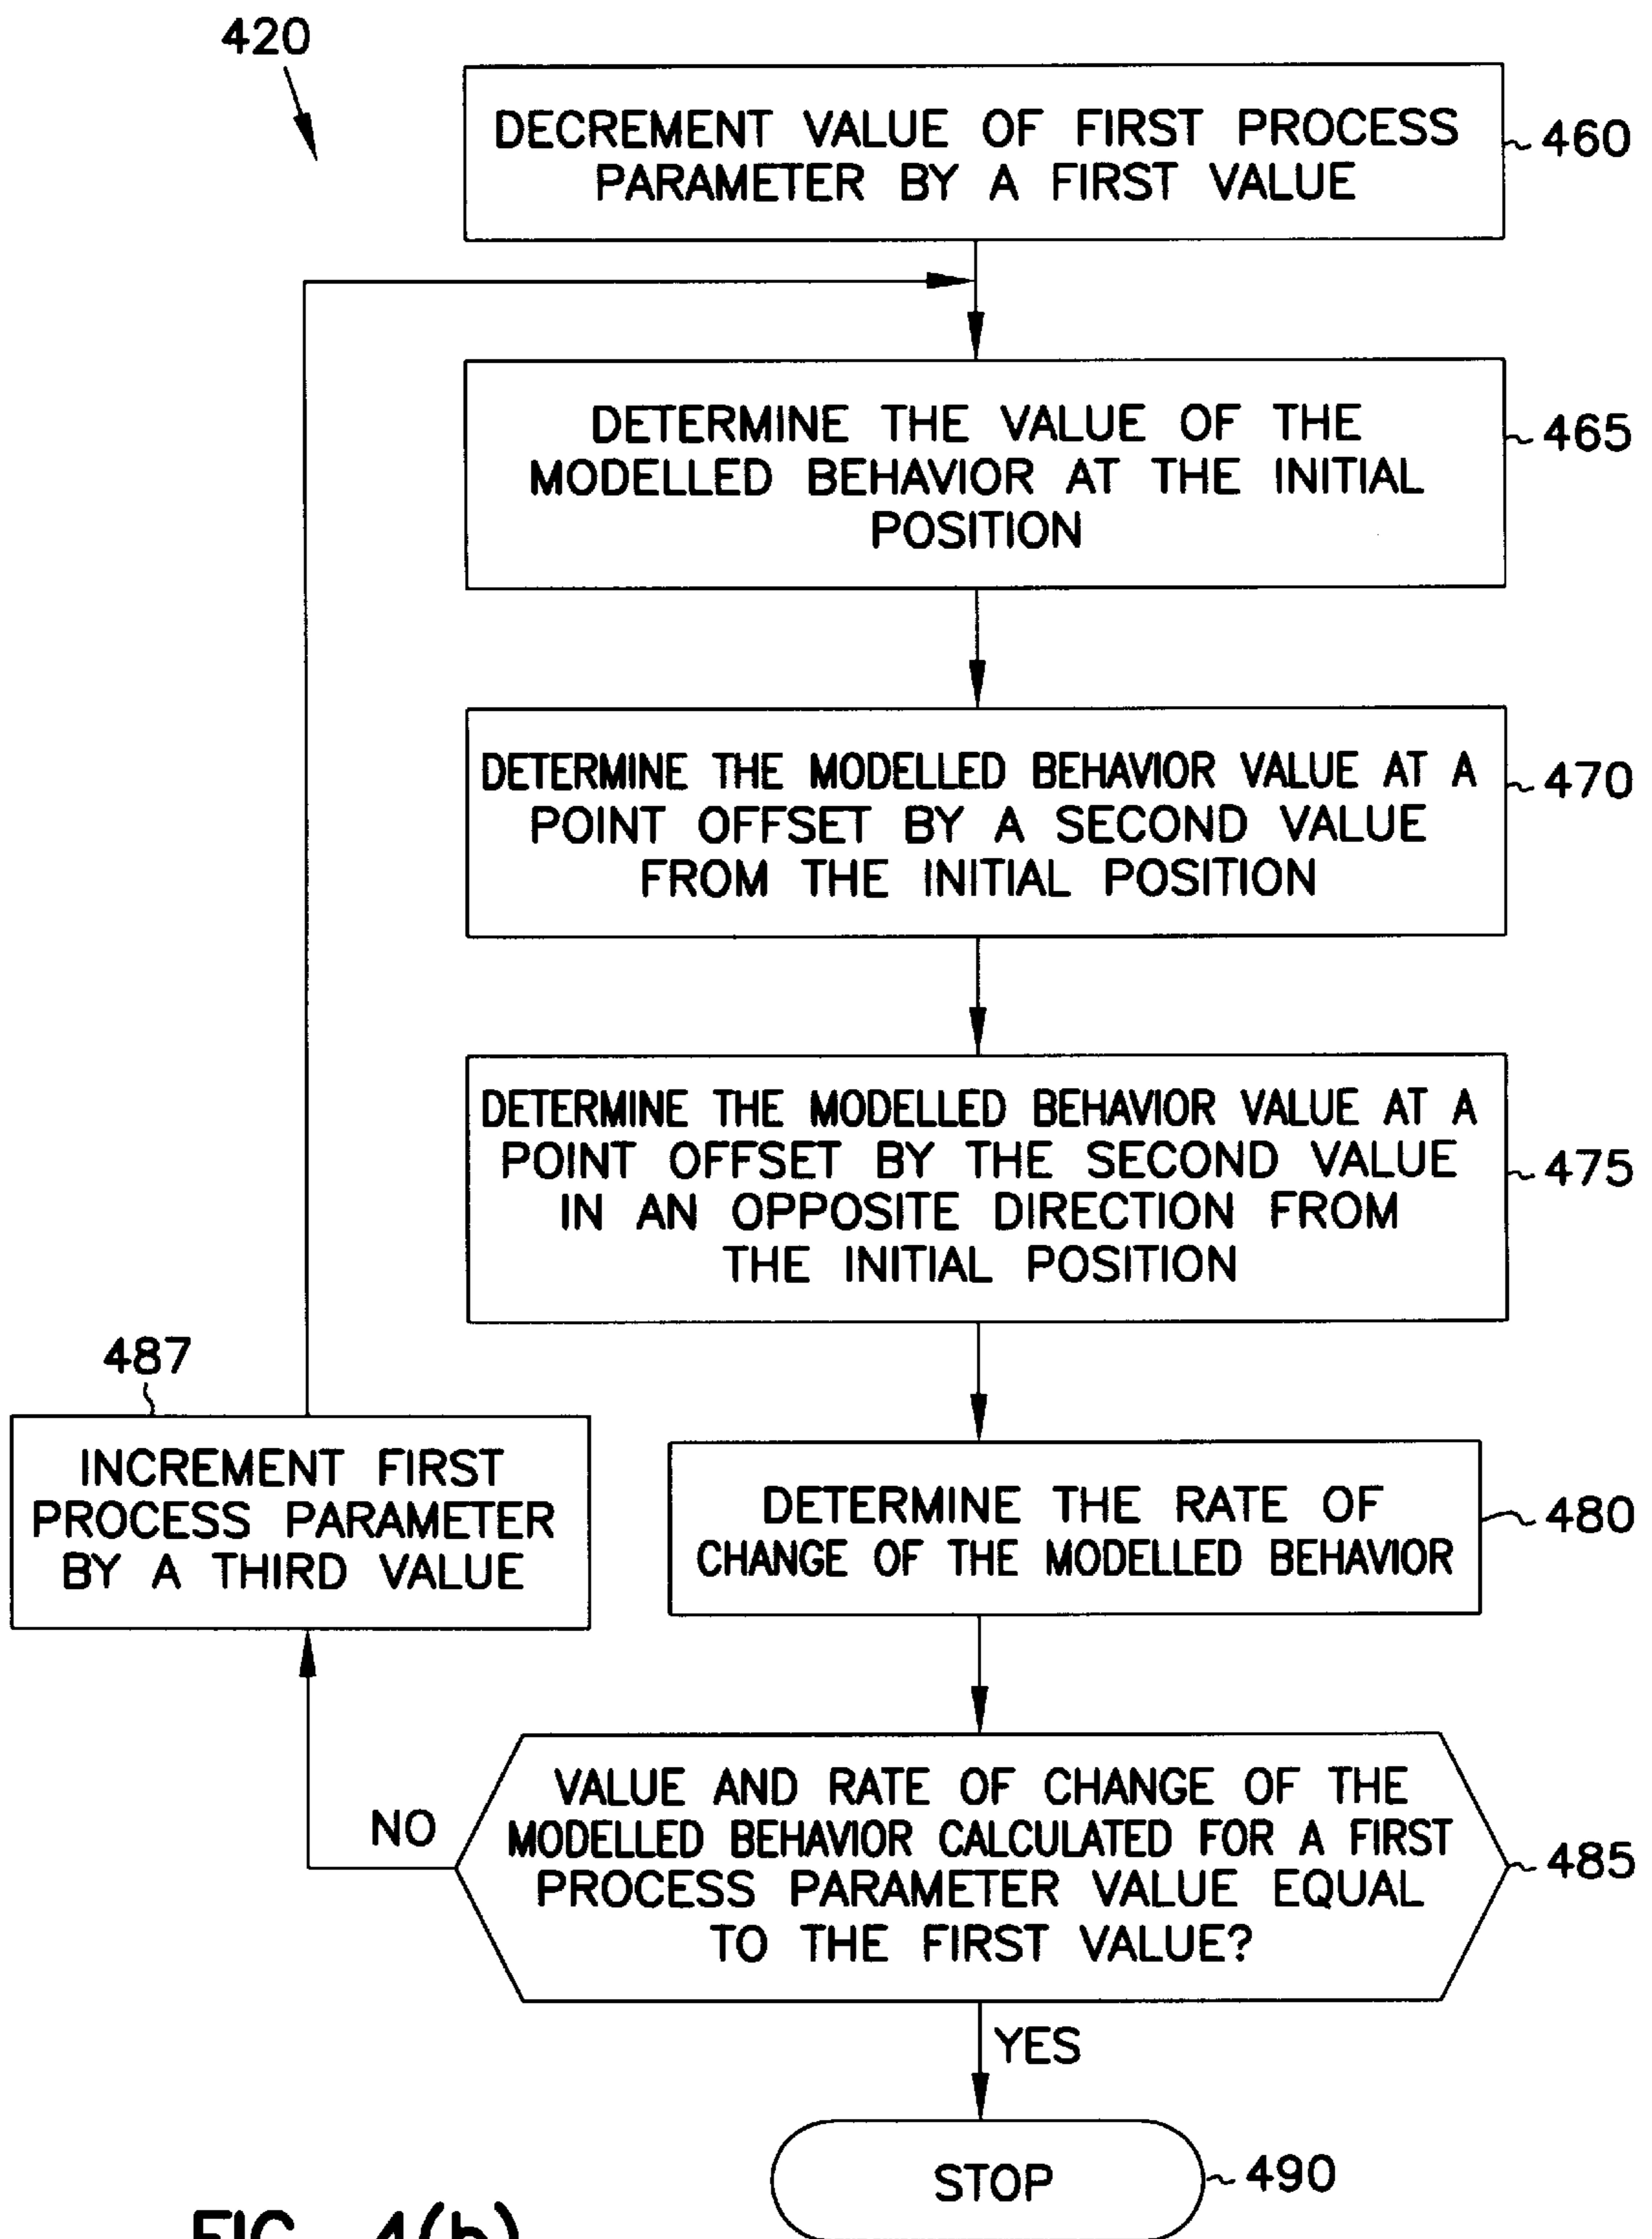 420
DECREMENT VALUE OF FIRST PROCESS
PARAMETER BY A FIRST VALUE
460
DETERMINE THE VALUE OF THE
MODELLED BEHAVIOR AT THE INITIAL
POSITION
465
DETERMINE THE MODELLED BEHAVIOR VALUE AT A
POINT OFFSET BY A SECOND VALUE
FROM THE INITIAL POSITION
470
DETERMINE THE MODELLED BEHAVIOR VALUE AT A
POINT OFFSET BY THE SECOND VALUE
IN AN OPPOSITE DIRECTION FROM
THE INITIAL POSITION
475
487
INCREMENT FIRST
PROCESS PARAMETER
BY A THIRD VALUE
DETERMINE THE RATE OF
CHANGE OF THE MODELLED BEHAVIOR
480
NO
VALUE AND RATE OF CHANGE OF THE
MODELLED BEHAVIOR CALCULATED FOR A FIRST
PROCESS PARAMETER VALUE EQUAL
TO THE FIRST VALUE?
485
YES
STOP
490
FIG. 4(b)